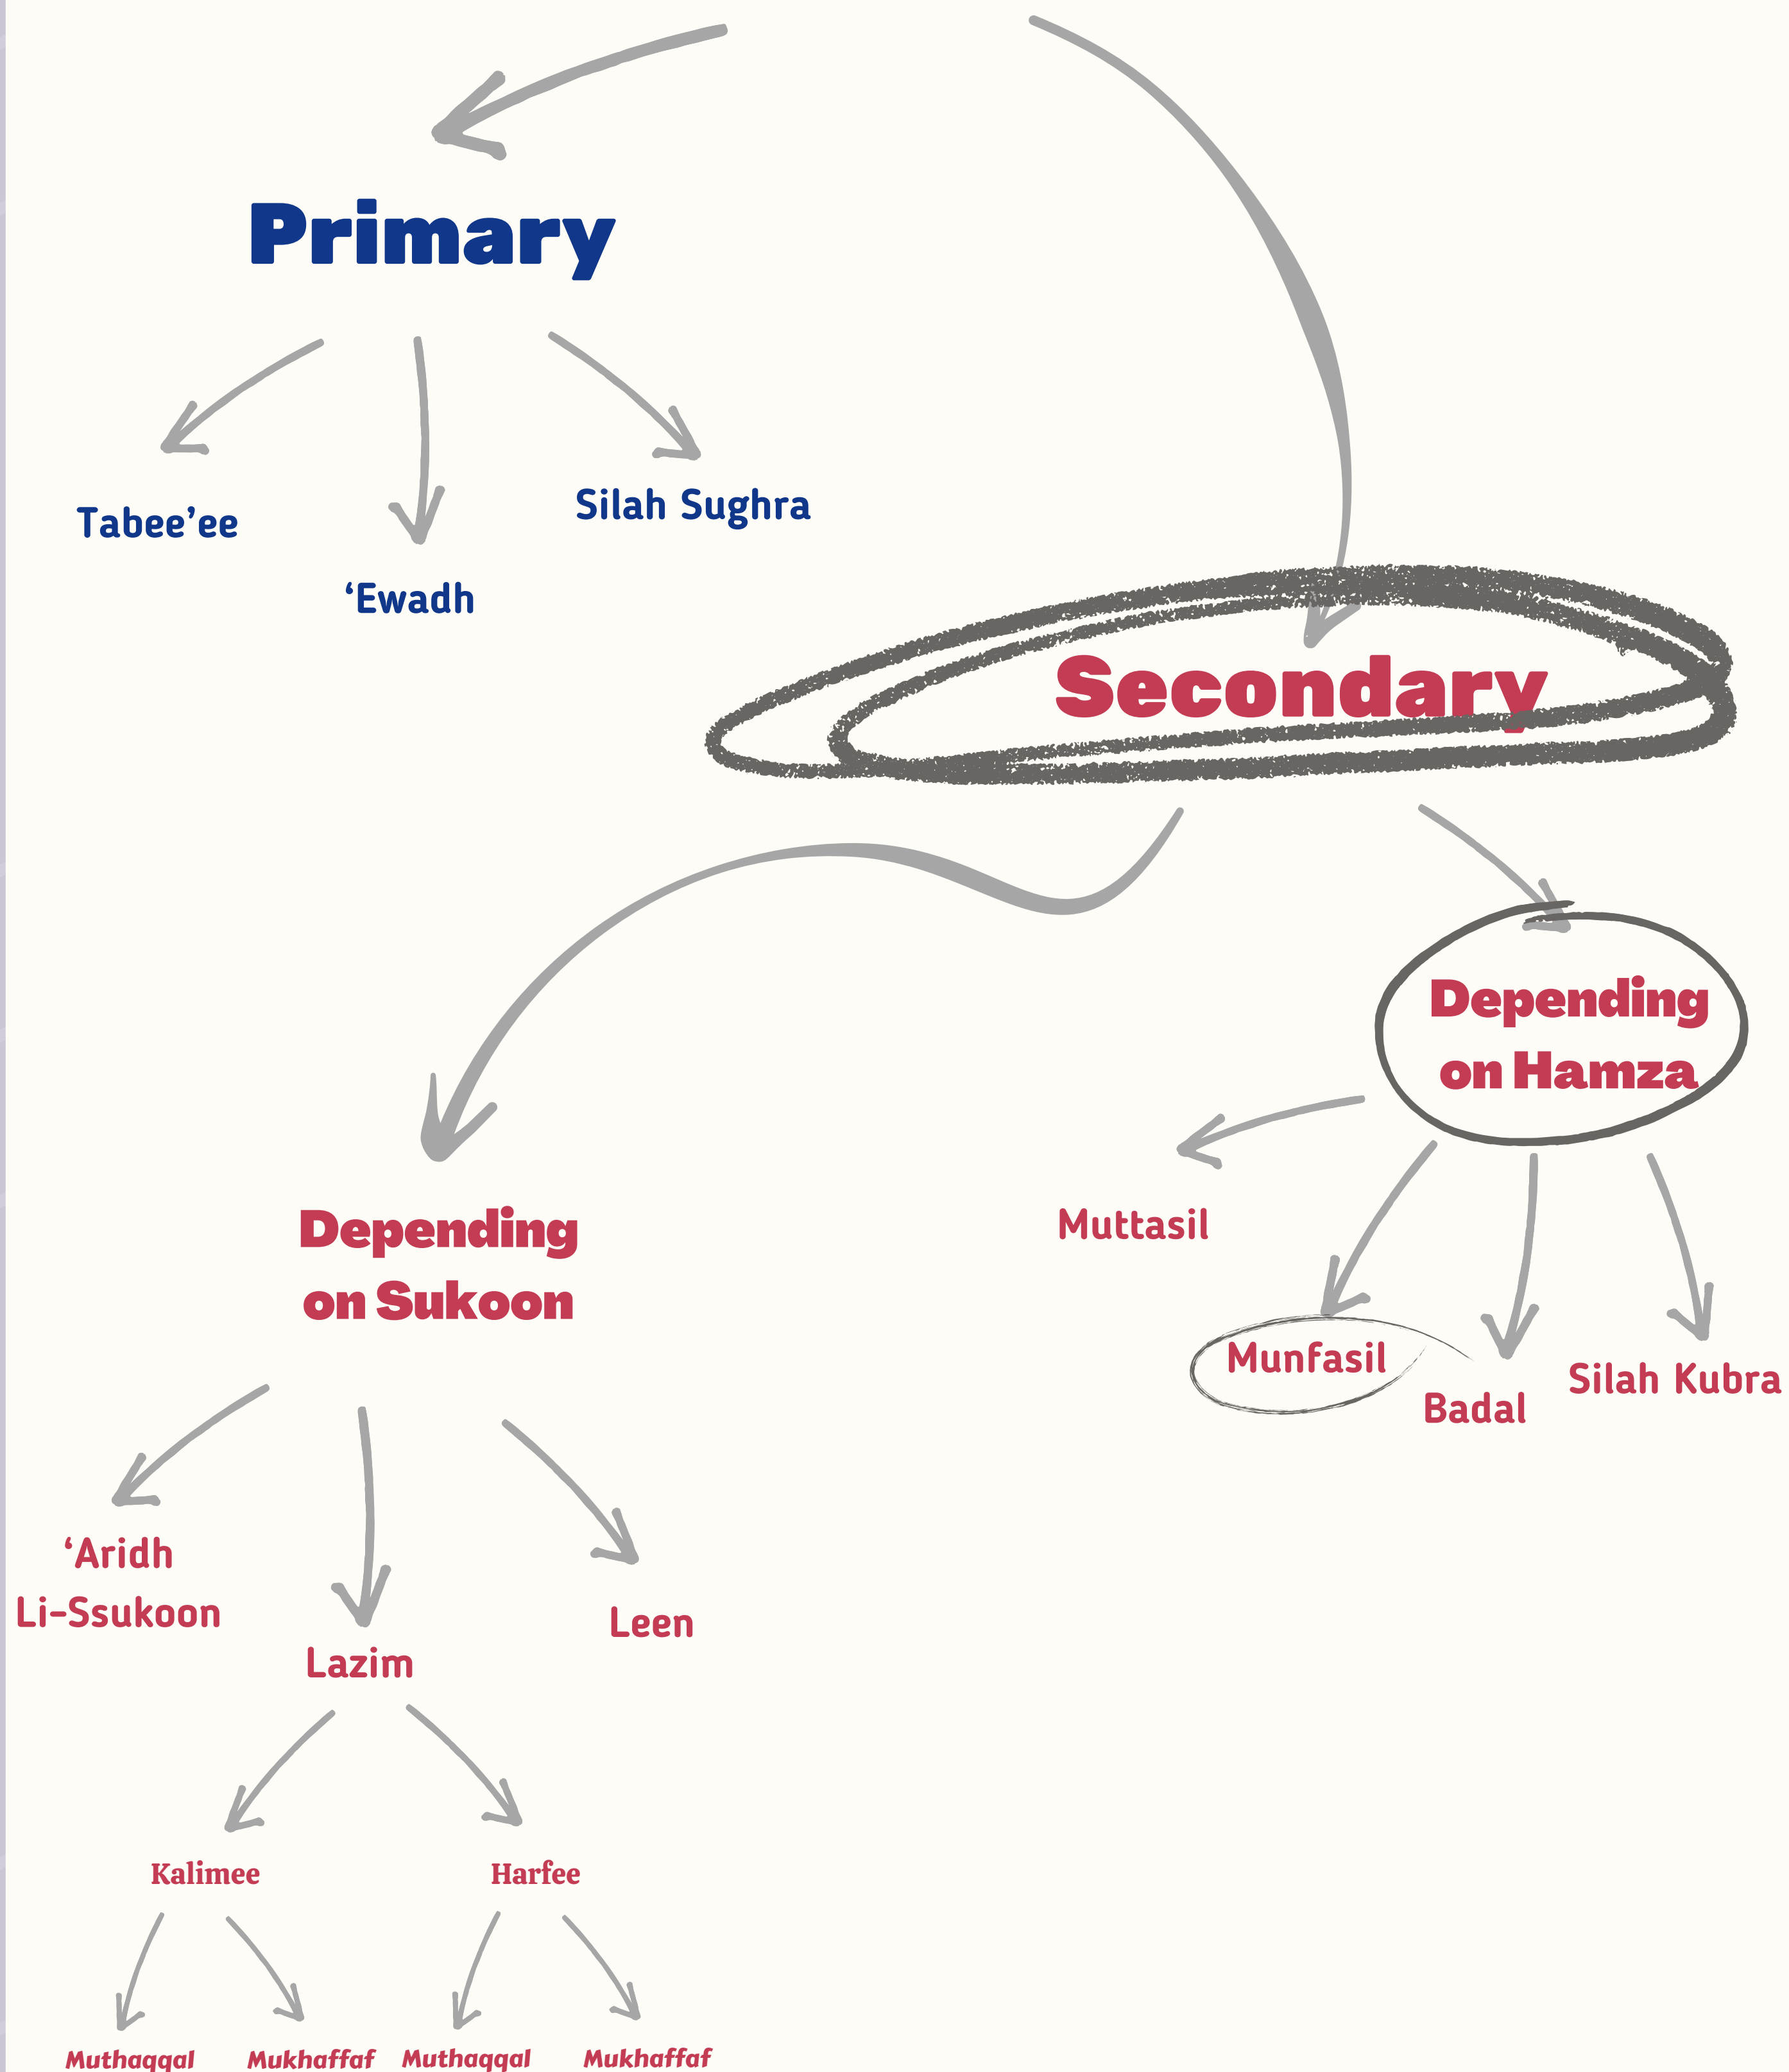 Primary
Tabee’ee
‘Ewadh
Silah Sughra
Secondary
Depending
on Hamza
Muttasil
Munfasil
Badal
Silah Kubra
Depending
on Sukoon
‘Aridh
Li-Ssukoon
Lazim
Leen
Kalimee
Harfee
Muthaqqal
Mukhaffaf
Muthaqqal
Mukhaffaf